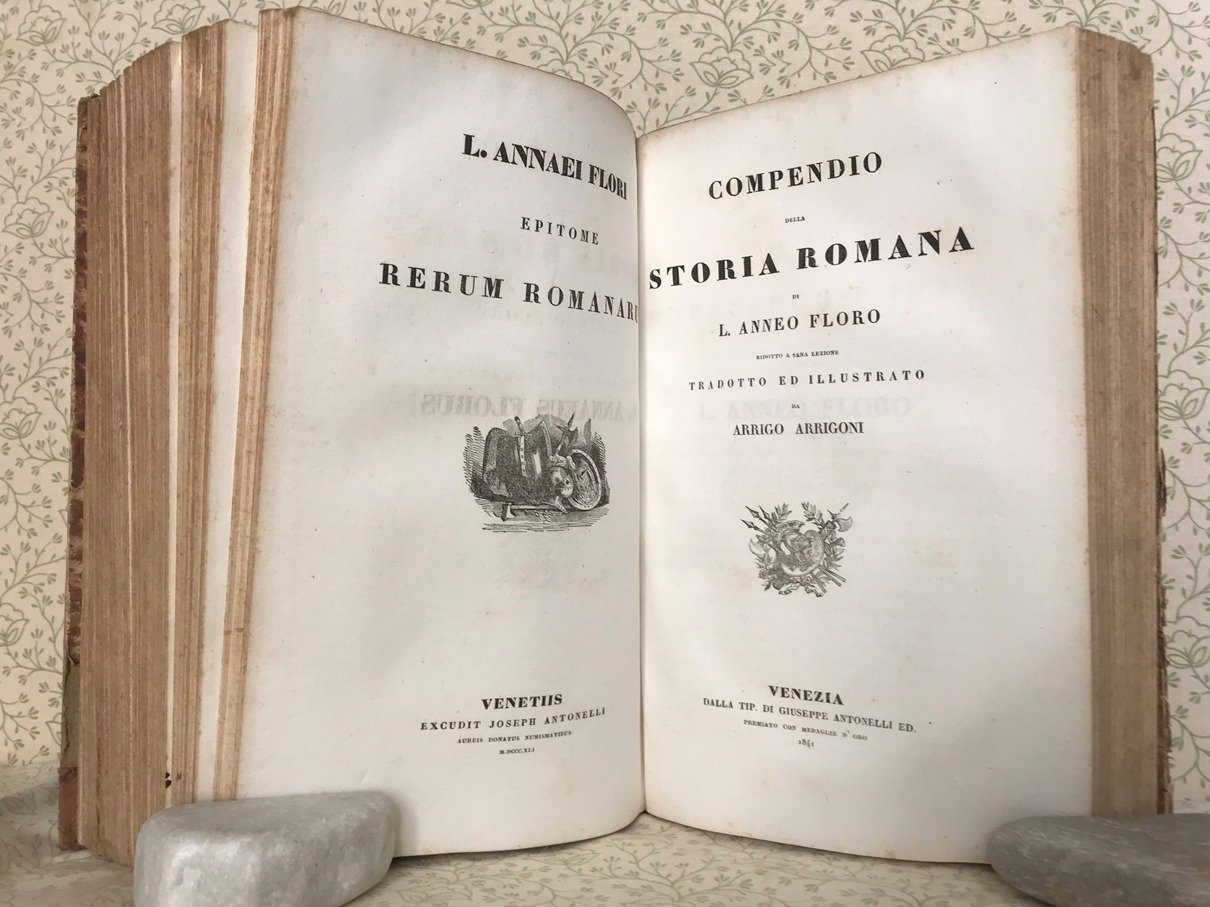 L. ANNAEI FLORI
EPITOME
RERUM ROMANARU
VENETIIS
EXCUDIT JOSEPH ANTONELLI
AUREIS DONATUS NUMISMATIBUS
M.DCCC.XLI
COMPENDIO
DELLA
STORIA ROMANA
DI
L. ANNEO FLORO
RIDOTTO A SANA LEZIONE
TRADOTTO ED ILLUSTRATO
DA
ARRIGO ARRIGONI
VENEZIA
DALLA TIP. DI GIUSEPPE ANTONELLI ED.
PREMIATO CON MEDAGLIE D'ORO
1841